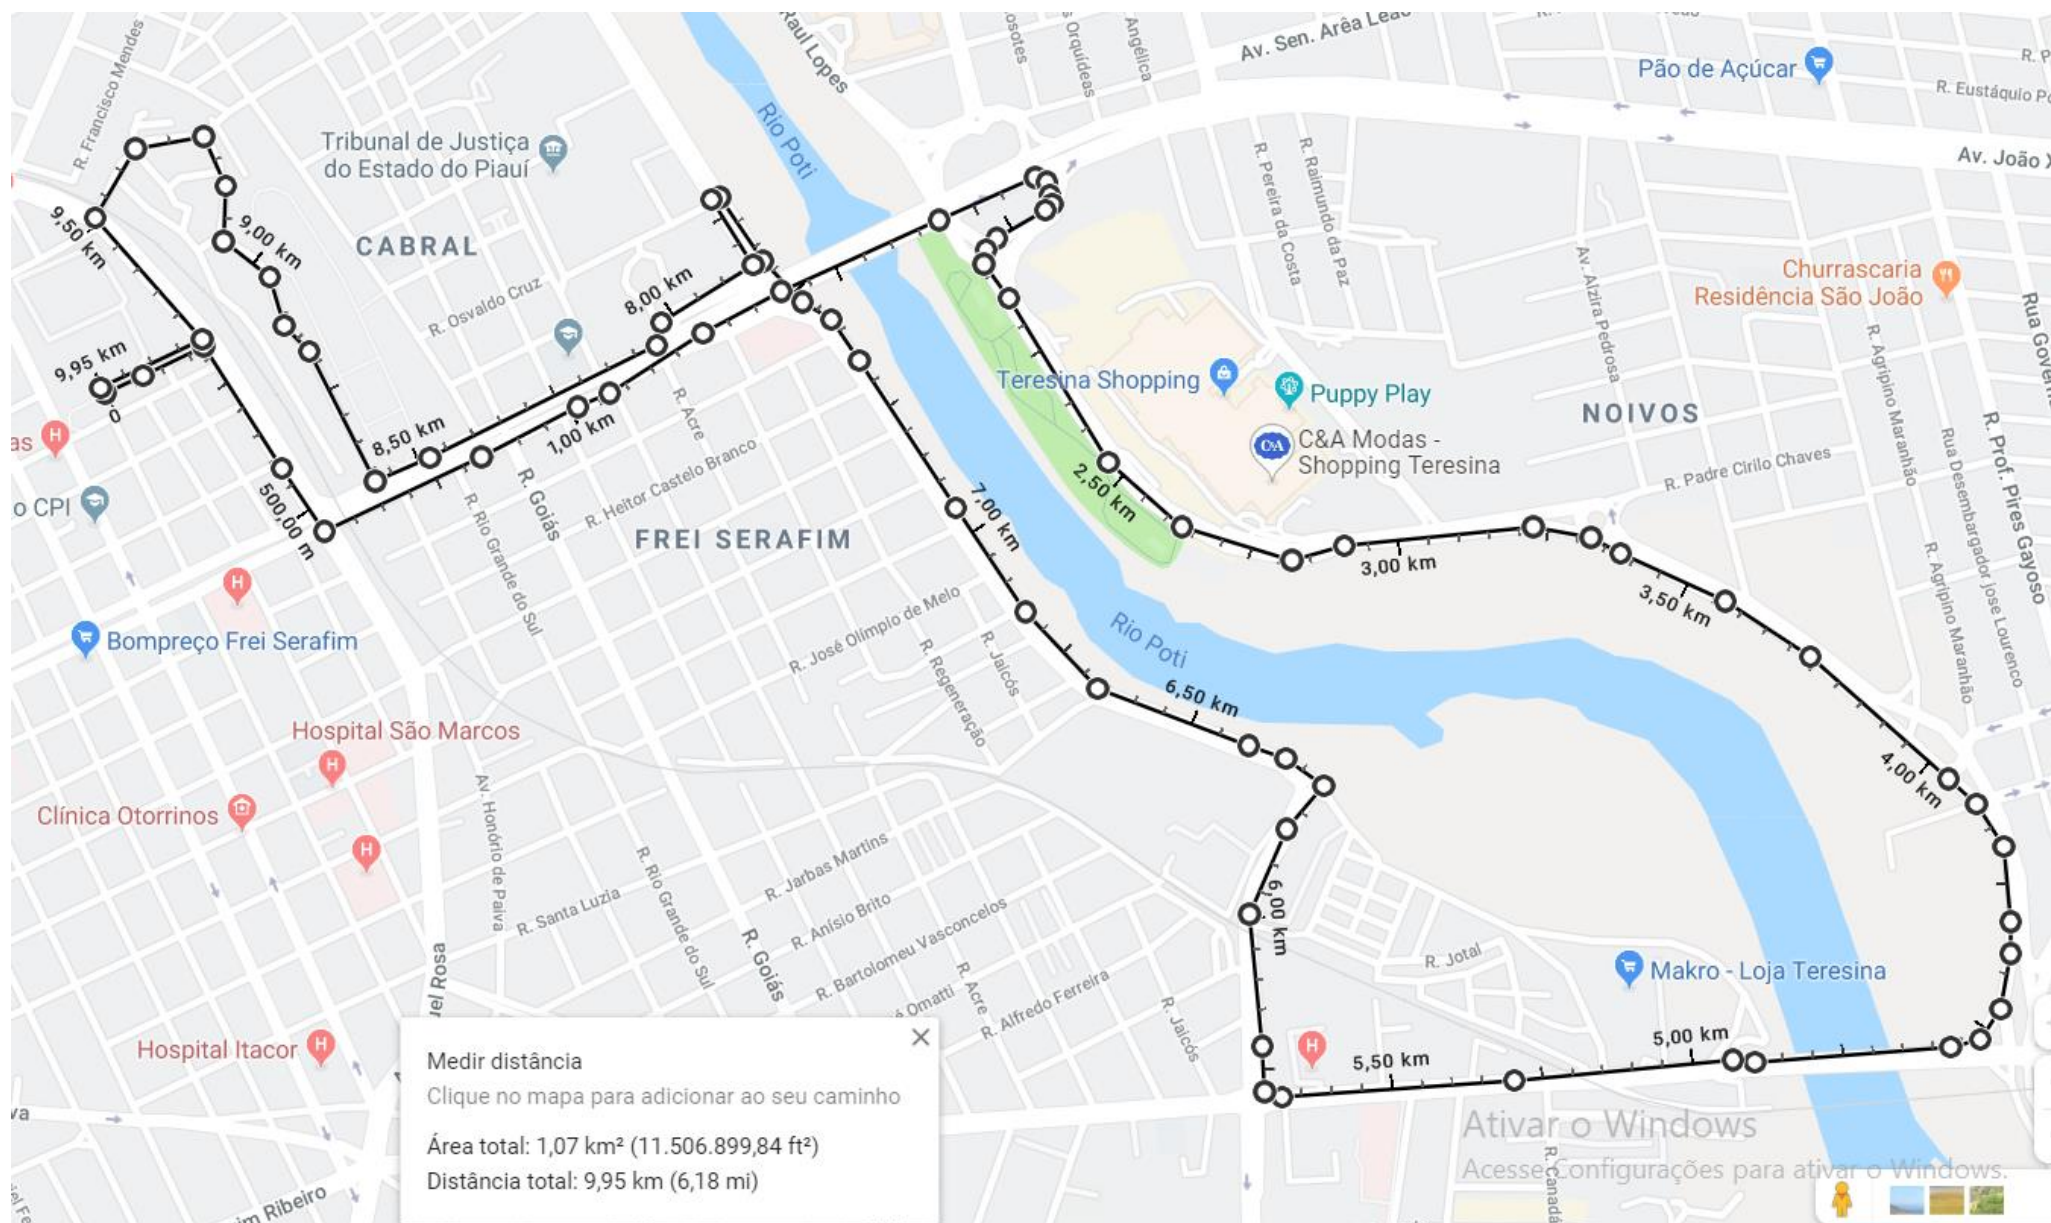 Raul Lopes
R. Francisco Mendes
Angélica
Av. Sen. Arêa Leão
Pão de Açúcar
Rio Poti
Tribunal de Justiça
do Estado do Piauí
R. Pereira da Costa
R. Raimundo da Paz
Av. João X
9,50 km
9,00 km
CABRAL
8,00 km
R. Osvaldo Cruz
Av. Alzira Pedrosa
Churrascaria
Residência São João
9,95 km
0
Teresina Shopping
Puppy Play
NOIVOS
C&A
C&A Modas -
Shopping Teresina
R. Agripino Maranhão
R. Prof. Pires Gayoso
8,50 km
1,00 km
R. Acre
R. Goiás
R. Heitor Castelo Branco
2,50 km
R. Padre Cirilo Chaves
Rua Desembargador jose Lourenco
o CPI
500,00 m
R. Rio Grande do Sul
FREI SERAFIM
7,00 km
3,00 km
3,50 km
R. Agripino Maranhão
H
Bompreço Frei Serafim
R. José Olímpio de Melo
R. Regeneração
R. Jaicós
Rio Poti
6,50 km
Hospital São Marcos
H
4,00 km
Clínica Otorrinos
H
Av. Honório de Paiva
R. Santa Luzia
R. Rio Grande do Sul
R. Jarbas Martins
R. Anísio Brito
R. Bartolomeu Vasconcelos
R. Goiás
6,00 km
R. Jotal
Makro - Loja Teresina
R. Acre
R. Alfredo Ferreira
R. Jaicós
Hospital Itacor
H
H
5,50 km
5,00 km
Medir distância
Clique no mapa para adicionar ao seu caminho
Área total: 1,07 km² (11.506.899,84 ft²)
Distância total: 9,95 km (6,18 mi)
Ativar o Windows
Acesse Configurações para ativar o Windows.
R. Canadá
im Ribeiro